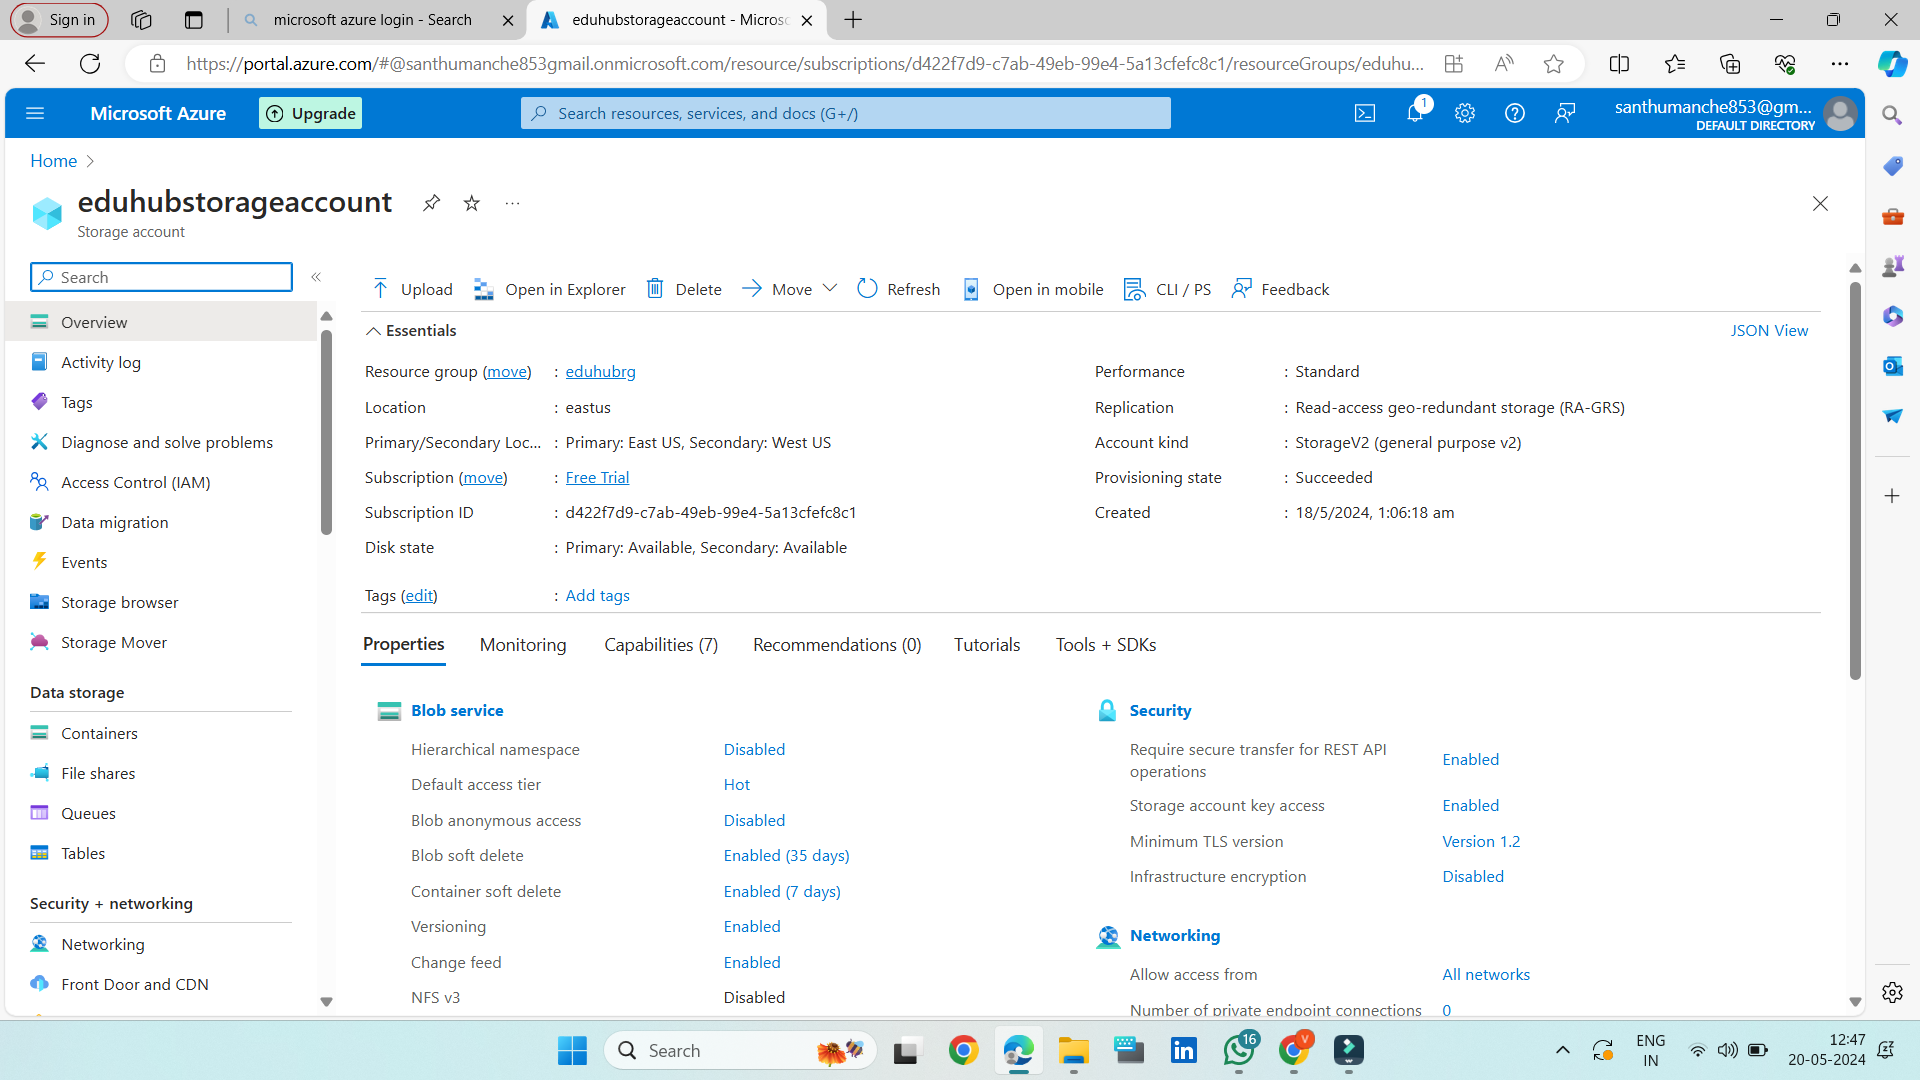 Sign in
microsoft azure login - Search
eduhubstorageaccount - Micros
https://portal.azure.com/#@santhumanche853gmail.onmicrosoft.com/resource/subscriptions/d422f7d9-c7ab-49eb-99e4-5a13cfefc8c1/resourceGroups/eduhu...
Microsoft Azure
Upgrade
Search resources, services, and docs (G+/)
1
santhumanche853@gm...
DEFAULT DIRECTORY
Home
eduhubstorageaccount
Storage account
Search
Upload Open in Explorer Delete Move Refresh Open in mobile CLI / PS Feedback
Overview
Activity log
Tags
Diagnose and solve problems
Access Control (IAM)
Data migration
Events
Storage browser
Storage Mover
Data storage
Containers
File shares
Queues
Tables
Security + networking
Networking
Front Door and CDN
Essentials
JSON View
Resource group (move) : eduhubrg
Location : eastus
Primary/Secondary Loc... : Primary: East US, Secondary: West US
Subscription (move) : Free Trial
Subscription ID : d422f7d9-c7ab-49eb-99e4-5a13cfefc8c1
Disk state : Primary: Available, Secondary: Available
Tags (edit) : Add tags
Performance : Standard
Replication : Read-access geo-redundant storage (RA-GRS)
Account kind : StorageV2 (general purpose v2)
Provisioning state : Succeeded
Created : 18/5/2024, 1:06:18 am
Properties Monitoring Capabilities (7) Recommendations (0) Tutorials Tools + SDKs
Blob service
Hierarchical namespace Disabled
Default access tier Hot
Blob anonymous access Disabled
Blob soft delete Enabled (35 days)
Container soft delete Enabled (7 days)
Versioning Enabled
Change feed Enabled
NFS v3 Disabled
Security
Require secure transfer for REST API
operations Enabled
Storage account key access Enabled
Minimum TLS version Version 1.2
Infrastructure encryption Disabled
Networking
Allow access from All networks
Number of private endpoint connections 0
Search
16
V
ENG
IN
12:47
20-05-2024